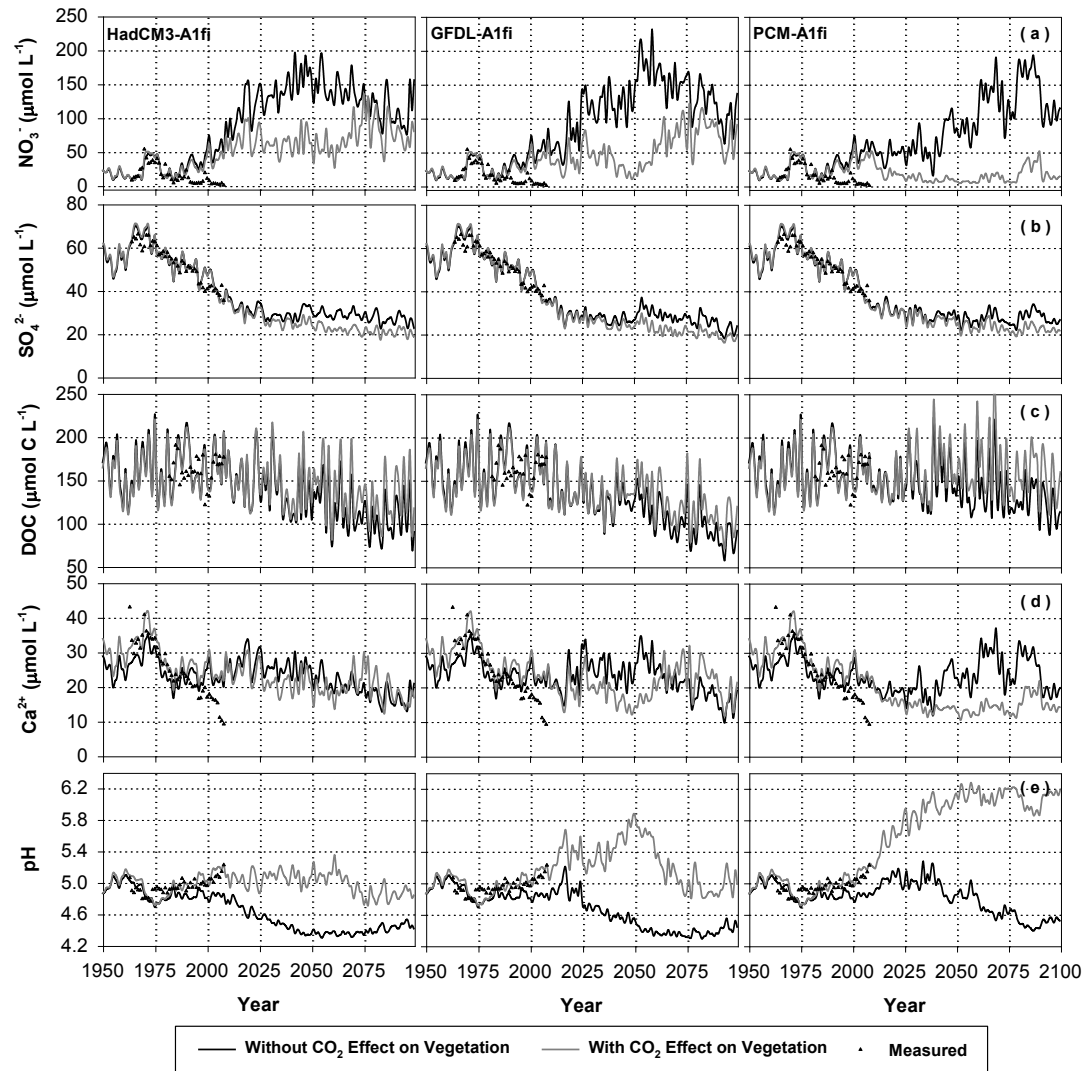 HadCM3-A1fi GFDL-A1fi PCM-A1fi ( a )
NO₃⁻ (µmol L⁻¹)
250
200
150
100
50
0
( b )
SO₄²⁻ (µmol L⁻¹)
80
60
40
20
0
( c )
DOC (µmol C L⁻¹)
250
200
150
100
50
( d )
Ca²⁺ (µmol L⁻¹)
50
40
30
20
10
0
( e )
pH
6.2
5.8
5.4
5.0
4.6
4.2
1950 1975 2000 2025 2050 2075 1950 1975 2000 2025 2050 2075 1950 1975 2000 2025 2050 2075 2100
Year Year Year
Without CO₂ Effect on Vegetation With CO₂ Effect on Vegetation Measured